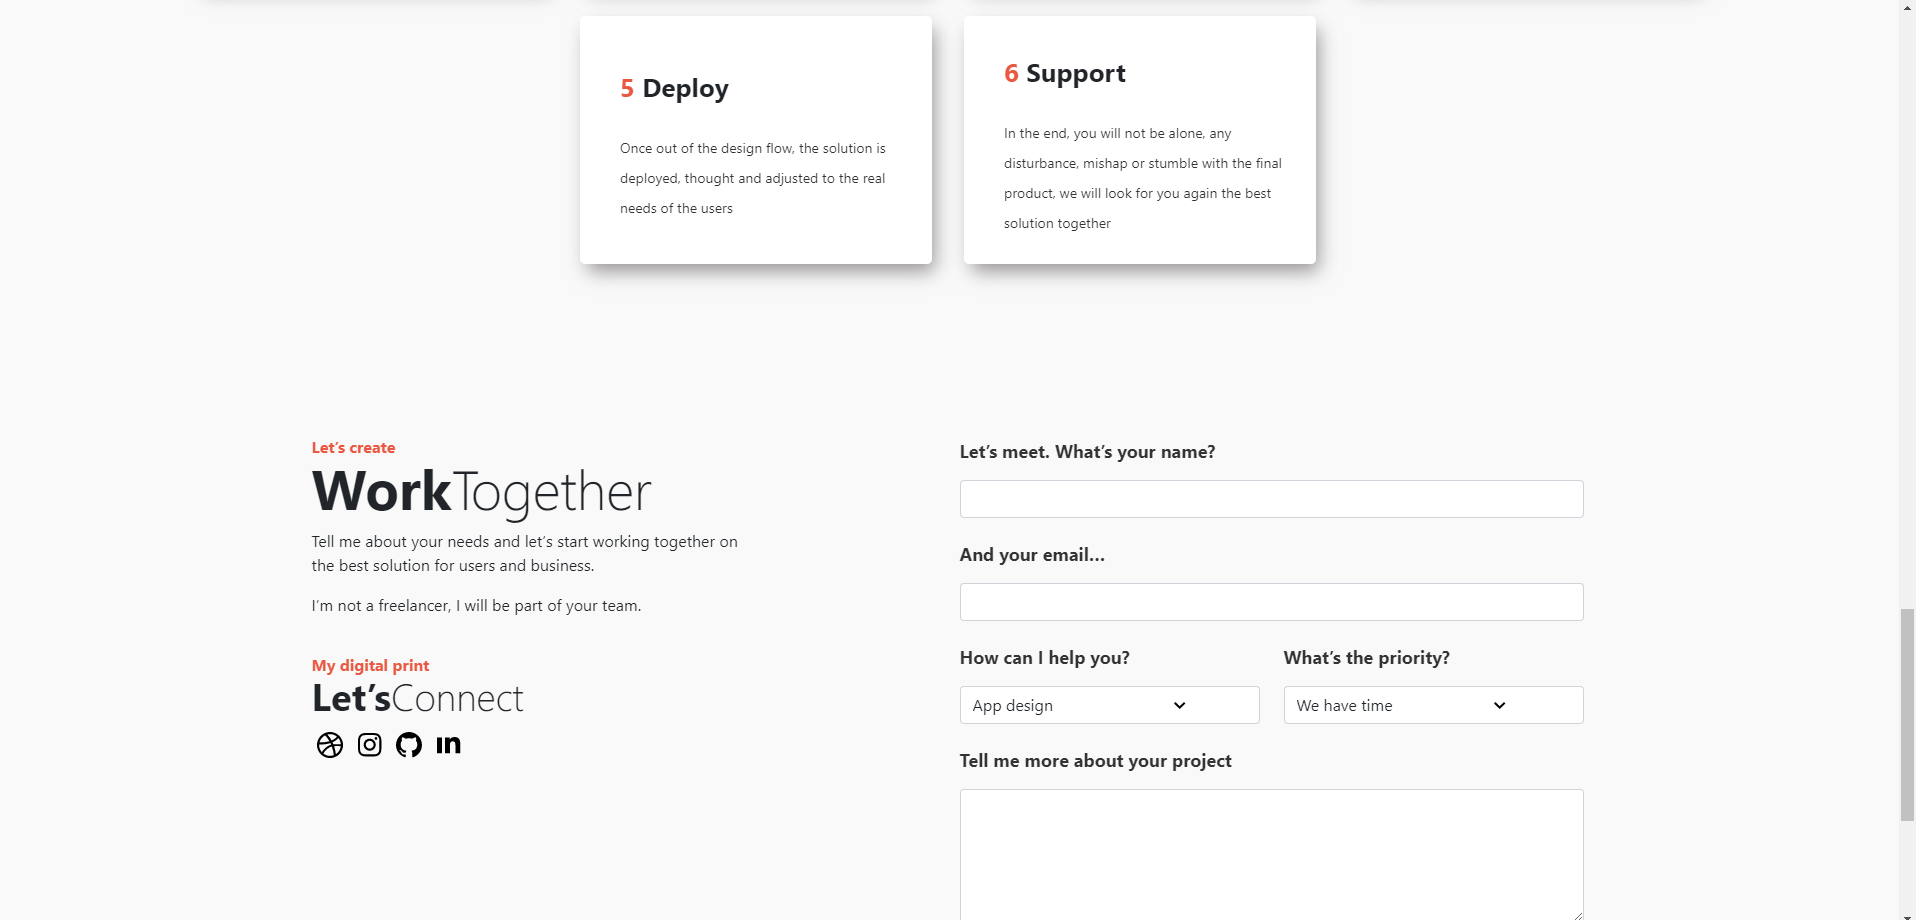 5 Deploy
Once out of the design flow, the solution is
deployed, thought and adjusted to the real
needs of the users
6 Support
In the end, you will not be alone, any
disturbance, mishap or stumble with the final
product, we will look for you again the best
solution together
Let’s create
WorkTogether
Tell me about your needs and let’s start working together on
the best solution for users and business.
I’m not a freelancer, I will be part of your team.
My digital print
Let’sConnect
Let’s meet. What’s your name?
And your email...
How can I help you?
What’s the priority?
App design
We have time
Tell me more about your project